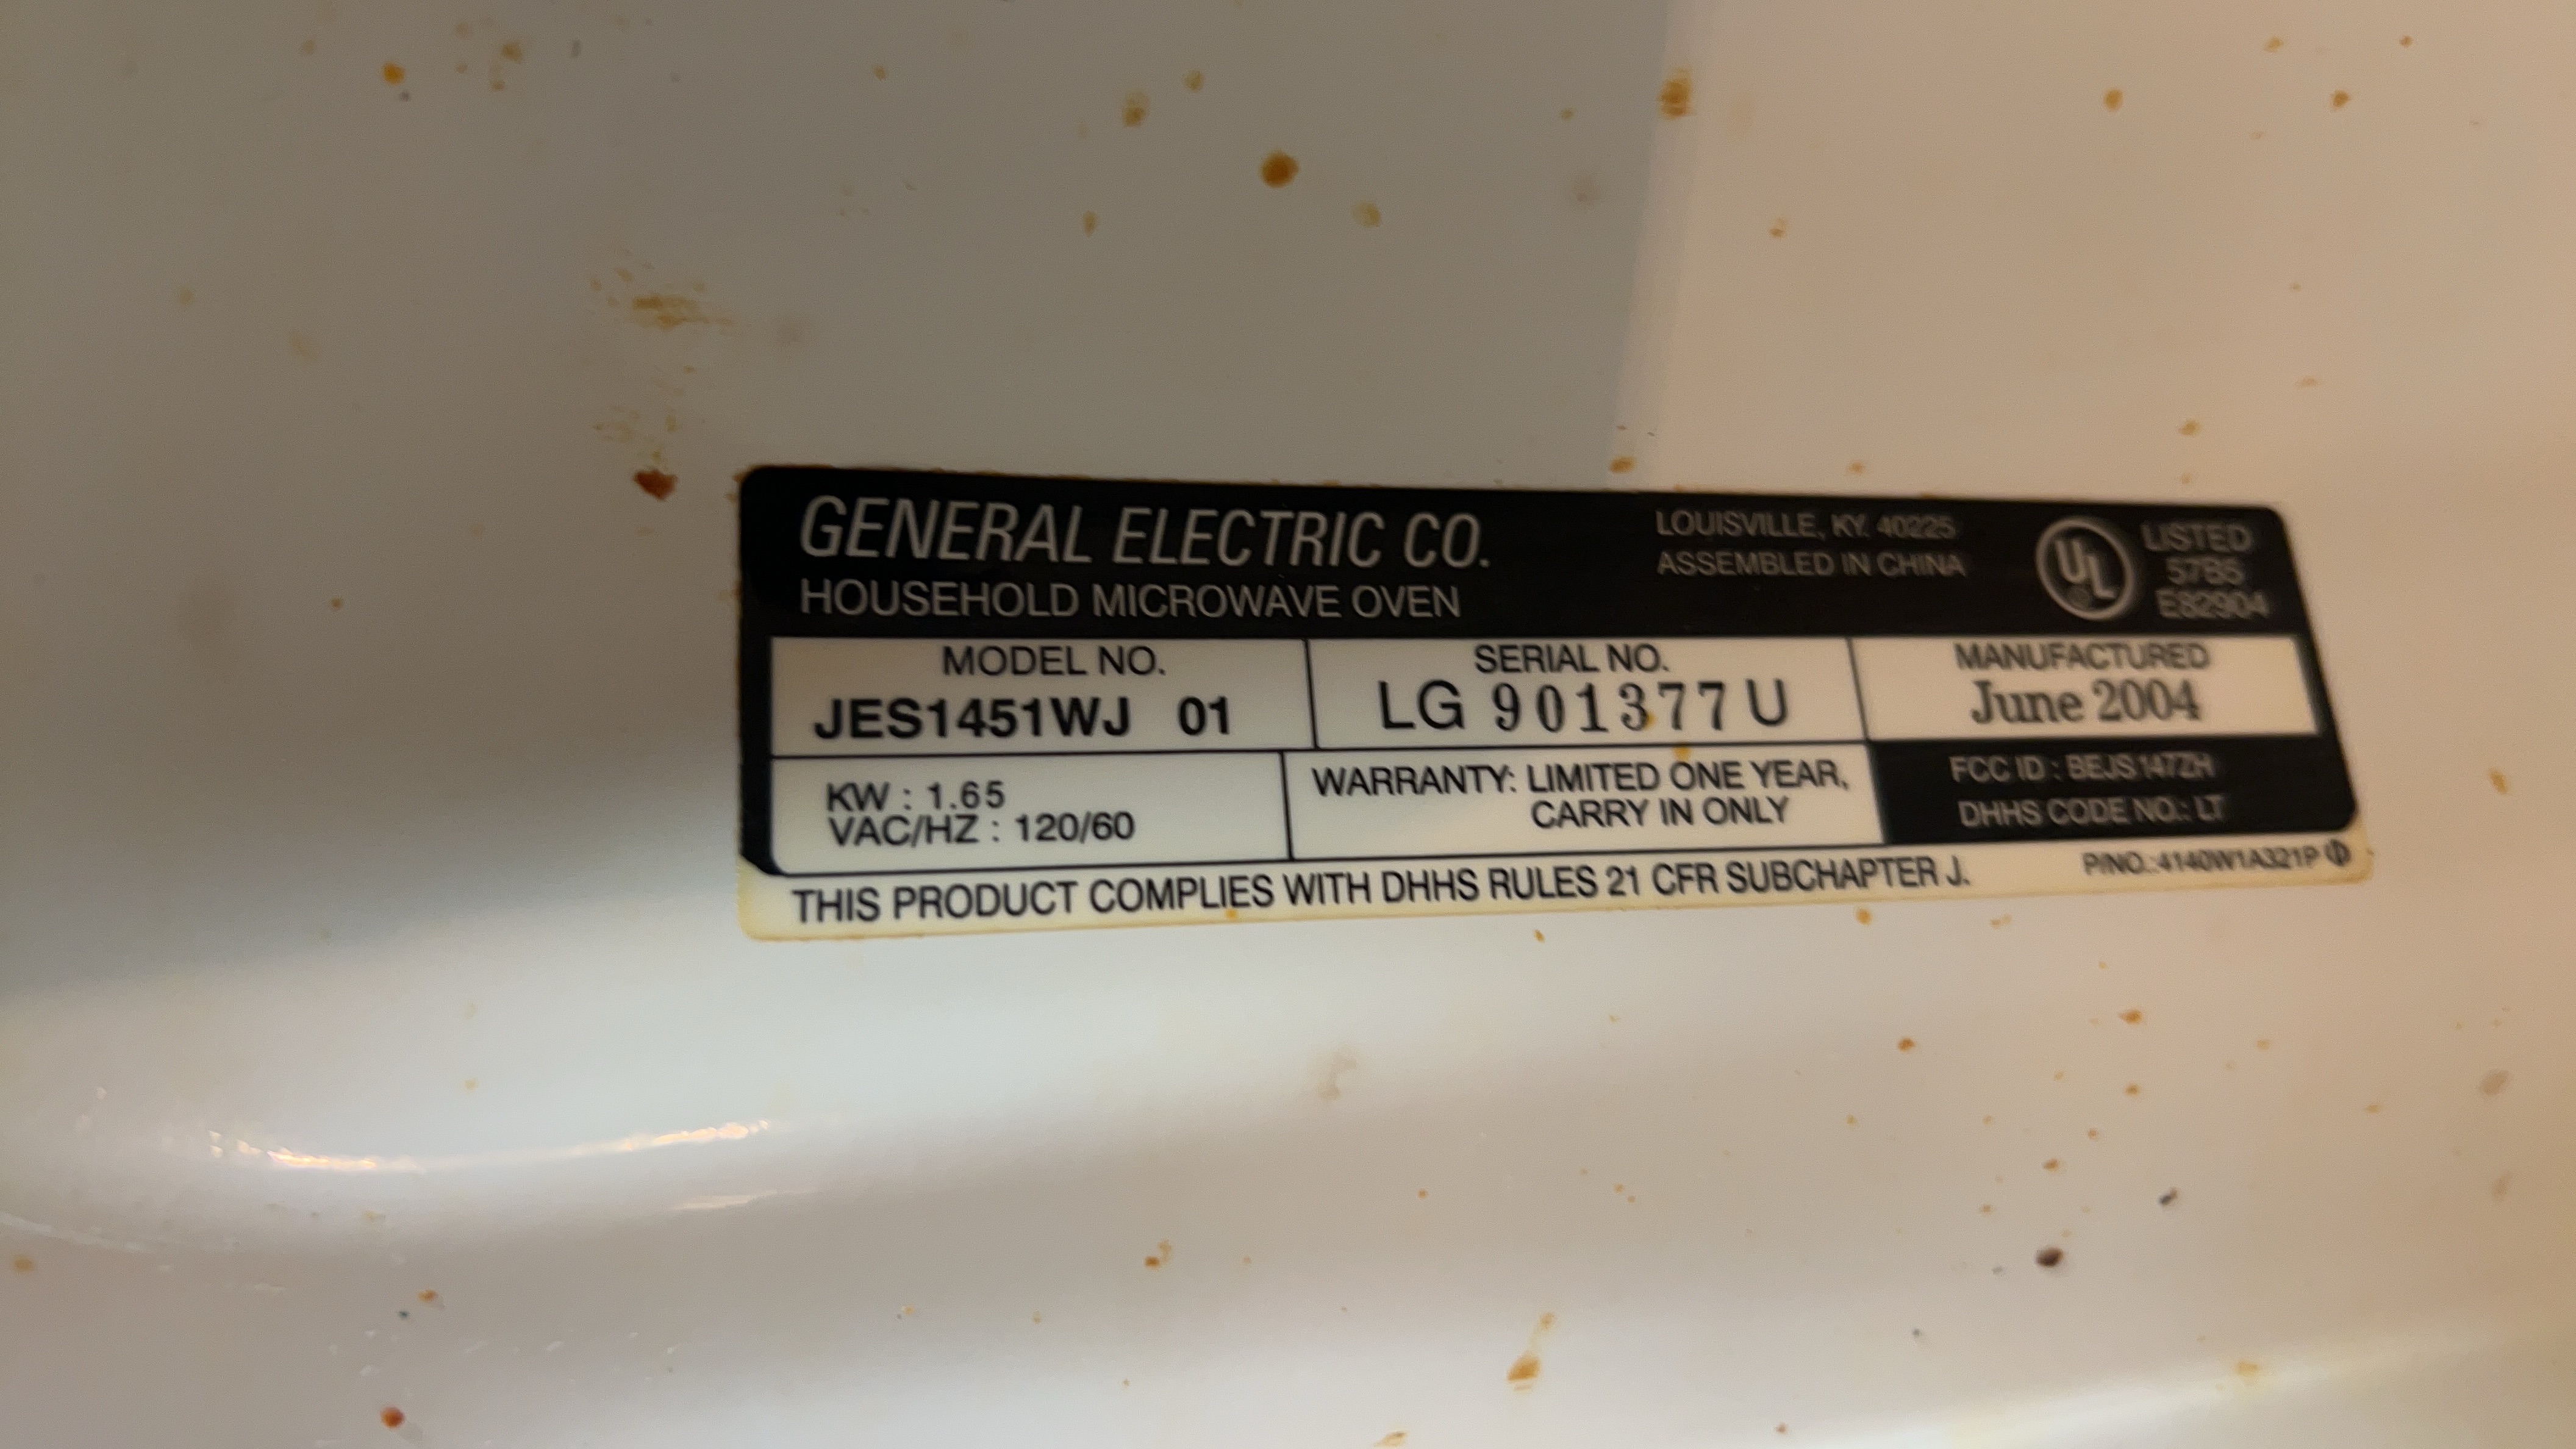 GENERAL ELECTRIC CO.
HOUSEHOLD MICROWAVE OVEN
LOUISVILLE, KY. 40225
ASSEMBLED IN CHINA
UL
LISTED
57B5
E82904
MODEL NO.
JES1451WJ 01
SERIAL NO.
LG 901377U
MANUFACTURED
June 2004
KW : 1.65
VAC/HZ : 120/60
WARRANTY: LIMITED ONE YEAR,
CARRY IN ONLY
FCC ID : BEJS147ZH
DHHS CODE NO.: LT
THIS PRODUCT COMPLIES WITH DHHS RULES 21 CFR SUBCHAPTER J.
P/NO.:4140W1A321P